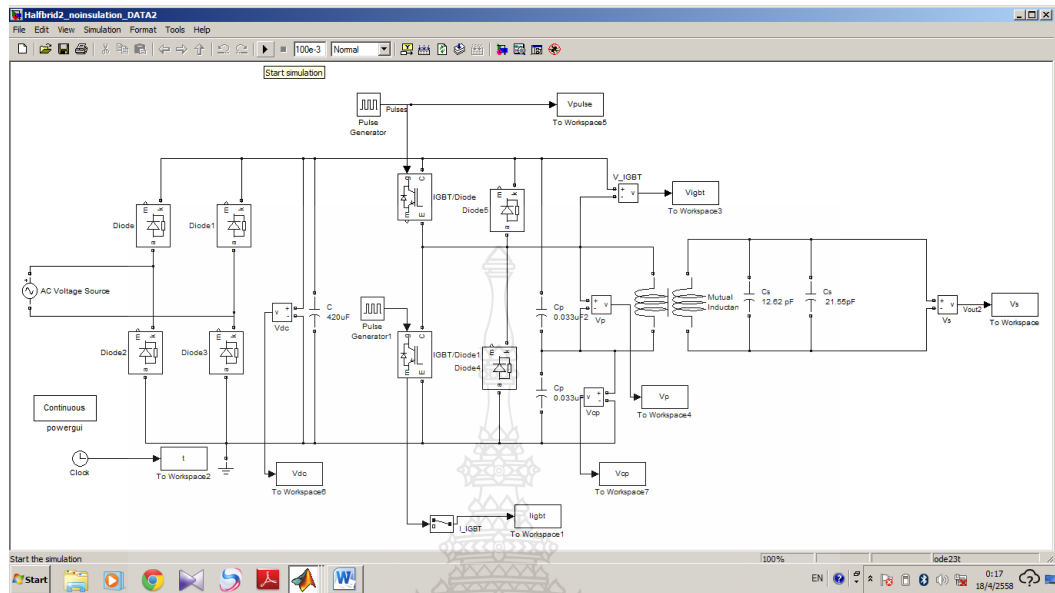 Halfbrid2_noinsulation_DATA2
File Edit View Simulation Format Tools Help
100e-3 Normal
Start simulation
Pulses
Pulse
Generator
Vpulse
To Workspace5
V_IGBT
Vigbt
To Workspace3
IGBT/Diode
Diode5
Diode
Diode1
AC Voltage Source
Vdc
C
420uF
Pulse
Generator1
Cp
0.033uF2
Vp
Mutual
Inductan
Cs
12.62 pF
Cs
21.55pF
Vs
Vout2
Vs
To Workspace
Diode2
Diode3
IGBT/Diode1
Diode4
Cp
0.033uF
Vcp
Vp
To Workspace4
Continuous
powergui
Clock
t
To Workspace2
Vdc
To Workspace6
Vcp
To Workspace7
I_IGBT
Iigbt
To Workspace1
Start the simulation
100%
ode23t
Start
EN
0:17
18/4/2558